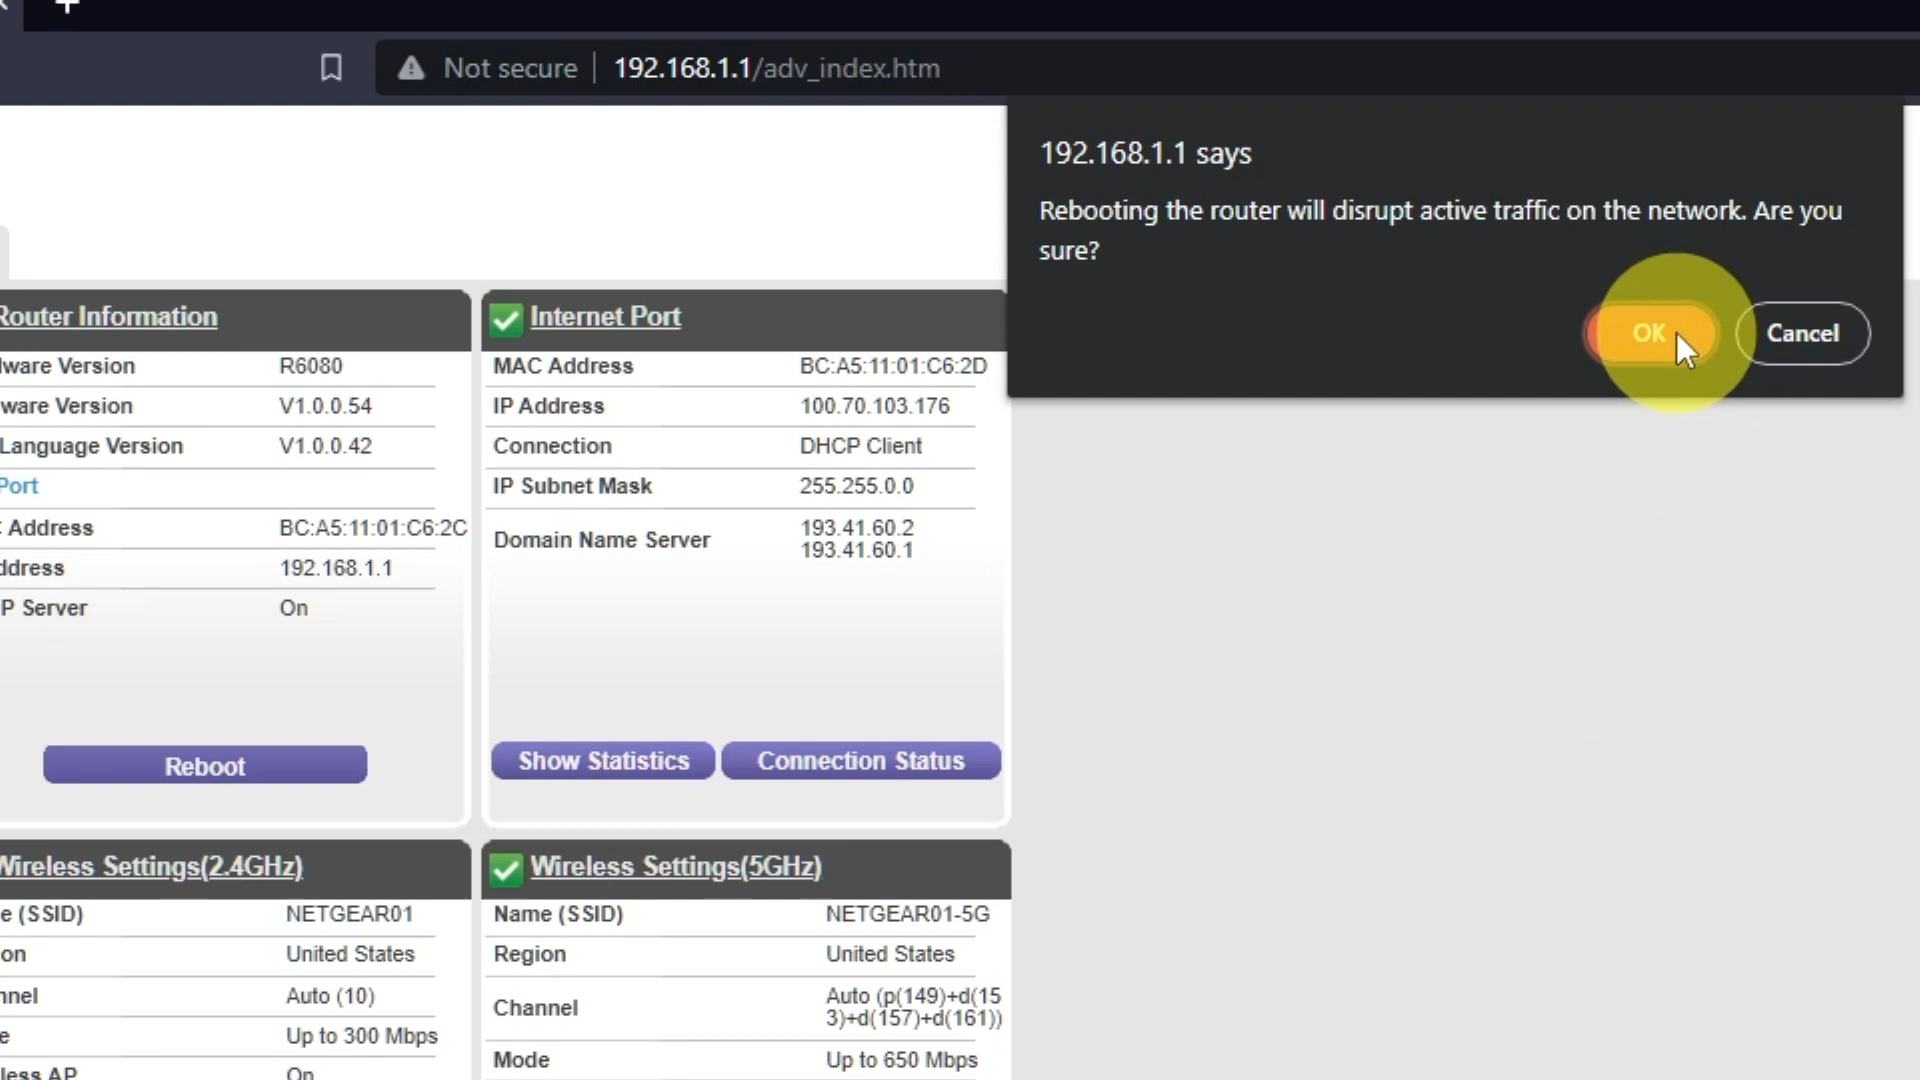 Not secure 192.168.1.1/adv_index.htm
192.168.1.1 says
Rebooting the router will disrupt active traffic on the network. Are you
sure?
OK Cancel
Router Information
lware Version R6080
ware Version V1.0.0.54
Language Version V1.0.0.42
Port
Address BC:A5:11:01:C6:2C
ddress 192.168.1.1
P Server On
Reboot
Internet Port
MAC Address BC:A5:11:01:C6:2D
IP Address 100.70.103.176
Connection DHCP Client
IP Subnet Mask 255.255.0.0
Domain Name Server 193.41.60.2
193.41.60.1
Show Statistics Connection Status
Wireless Settings(2.4GHz)
e (SSID) NETGEAR01
on United States
nnel Auto (10)
e Up to 300 Mbps
less AP On
Wireless Settings(5GHz)
Name (SSID) NETGEAR01-5G
Region United States
Channel Auto (p(149)+d(15
3)+d(157)+d(161))
Mode Up to 650 Mbps